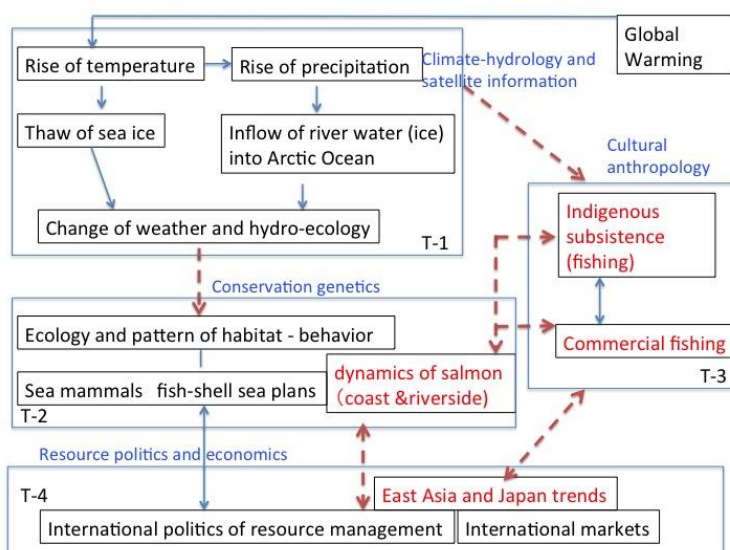 Global
Warming
Rise of temperature
Rise of precipitation
Climate-hydrology and
satellite information
Thaw of sea ice
Inflow of river water (ice)
into Arctic Ocean
Cultural
anthropology
Change of weather and hydro-ecology
T-1
Indigenous
subsistence
(fishing)
Conservation genetics
Ecology and pattern of habitat - behavior
Commercial fishing
T-3
Sea mammals   fish-shell sea plans
dynamics of salmon
（coast &riverside)
T-2
Resource politics and economics
T-4
East Asia and Japan trends
International politics of resource management
International markets